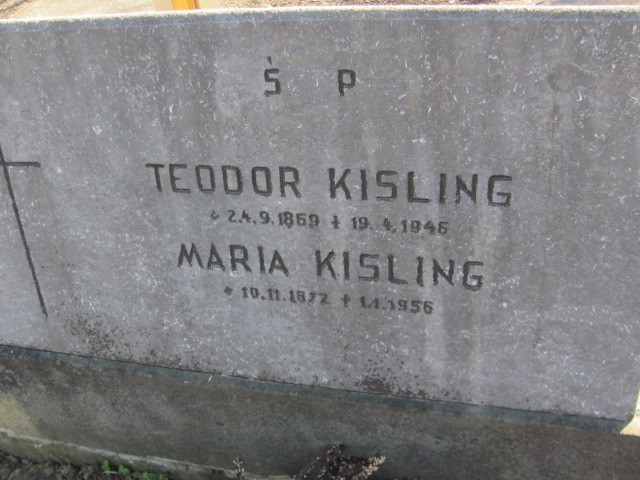 Ś P
TEODOR KISLING
* 24.9.1869 ✝ 19.4.1946
MARIA KISLING
* 10.11.1872 ✝ 1.1.1956